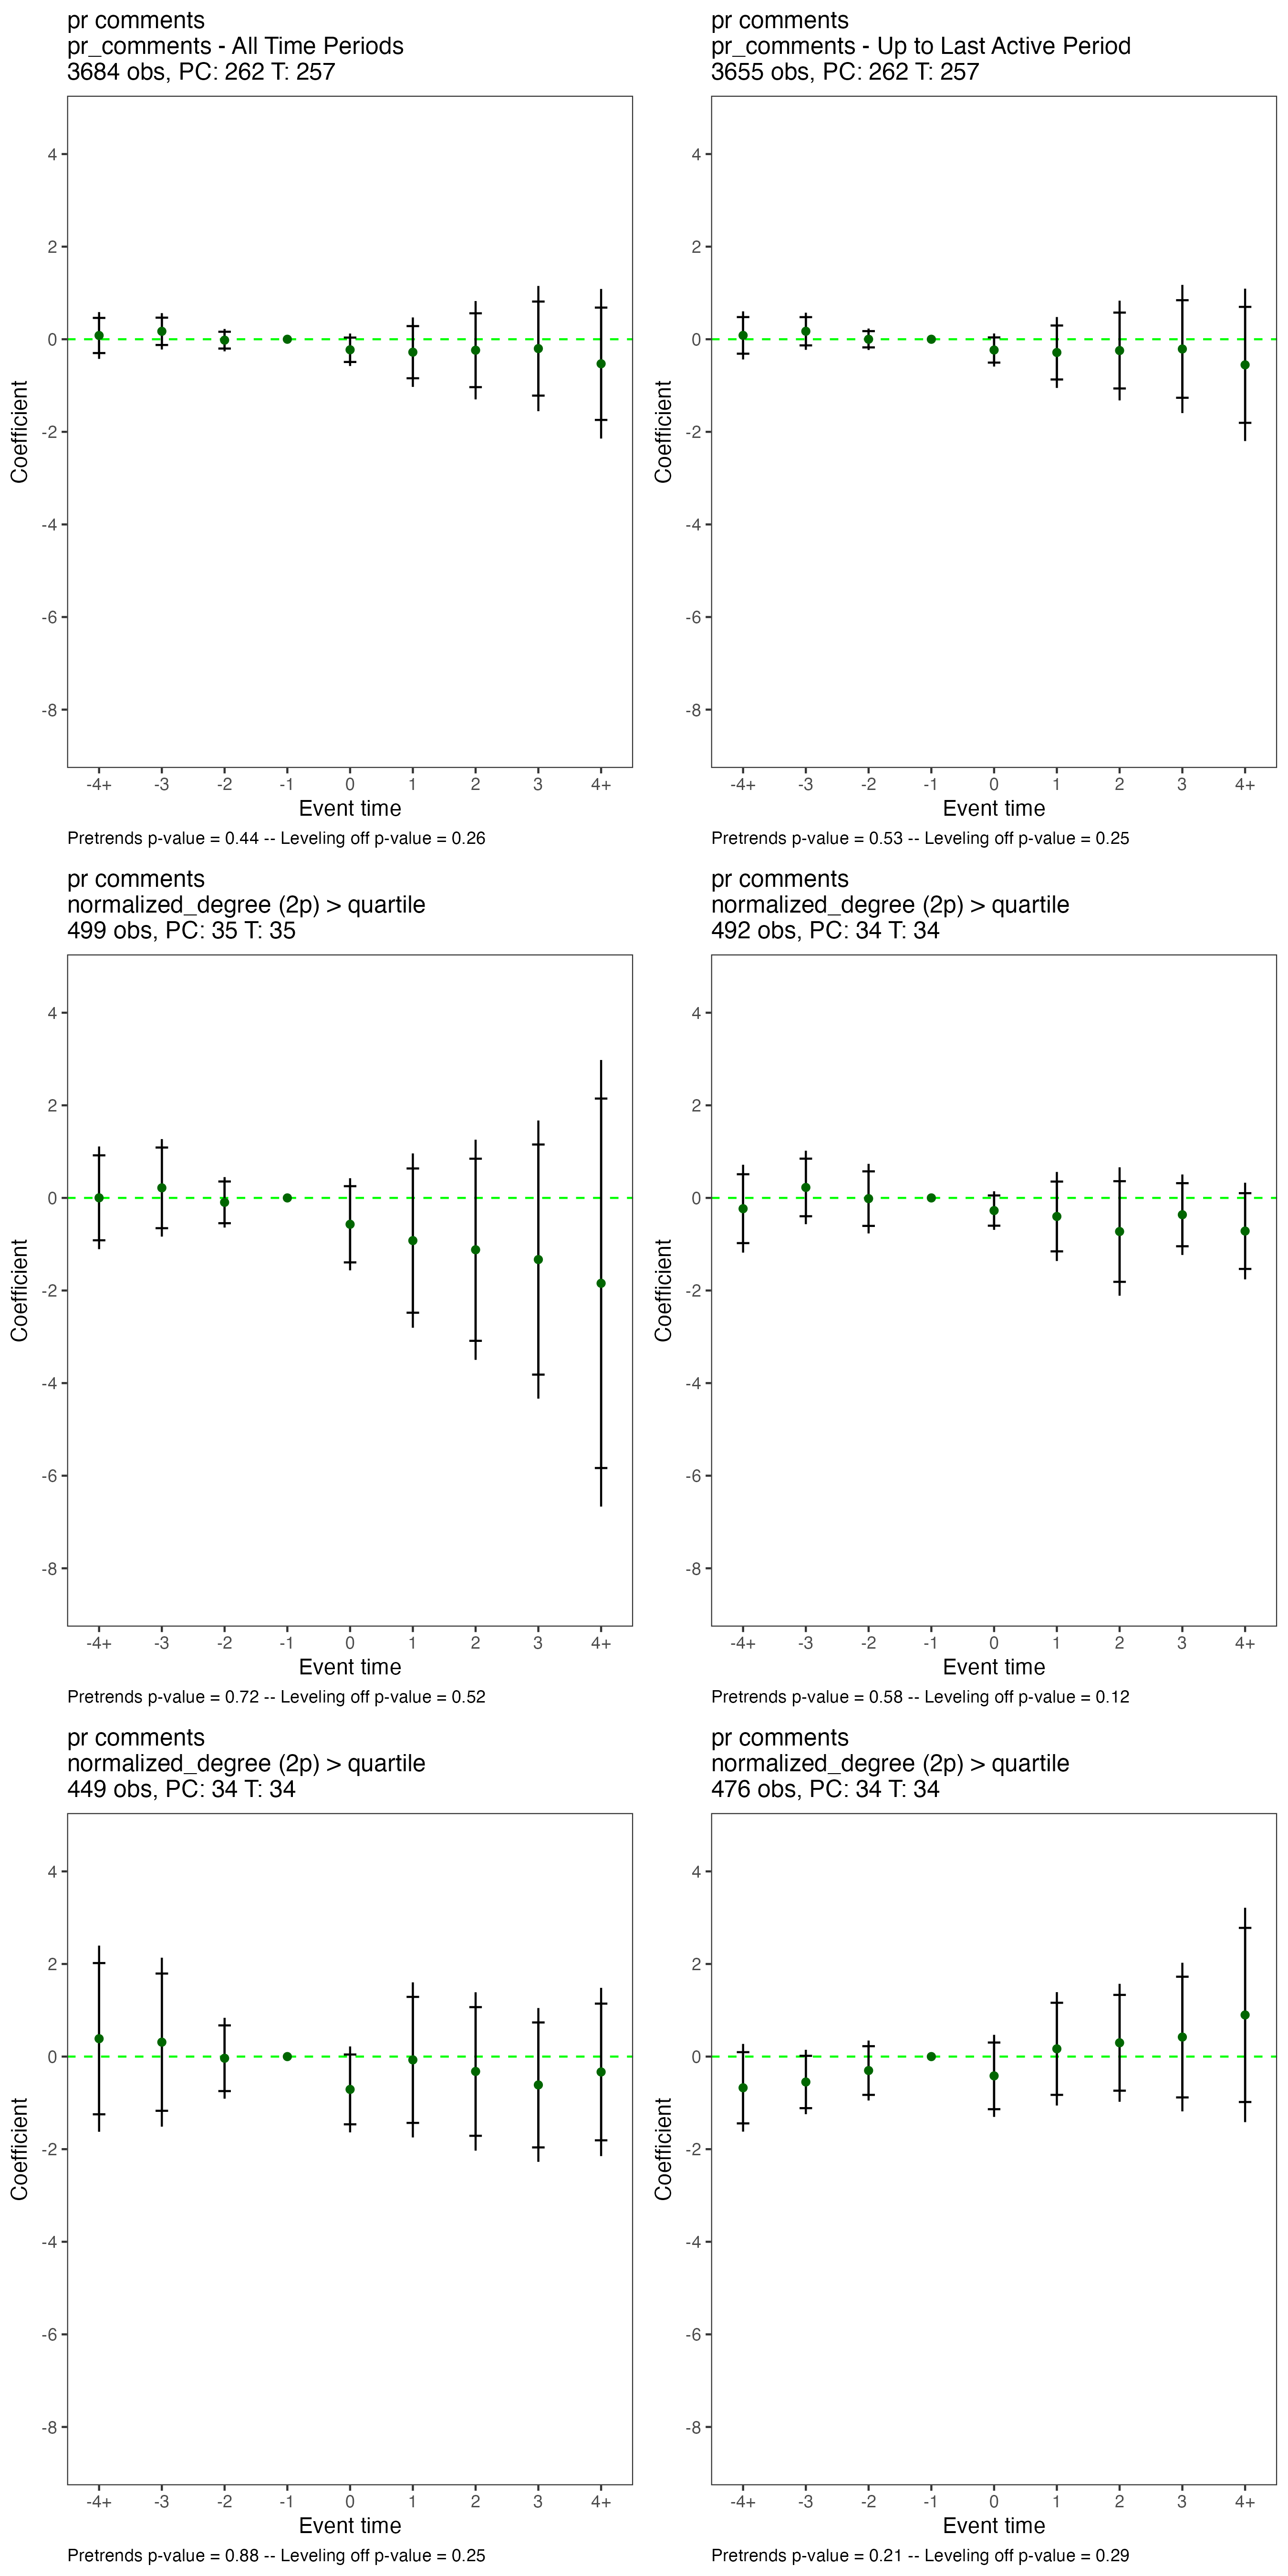 pr comments
pr_comments - All Time Periods
3684 obs, PC: 262 T: 257
4
2
0
-2
-4
-6
-8
Coefficient
-4+ -3 -2 -1 0 1 2 3 4+
Event time
Pretrends p-value = 0.44 -- Leveling off p-value = 0.26
pr comments
pr_comments - Up to Last Active Period
3655 obs, PC: 262 T: 257
4
2
0
-2
-4
-6
-8
Coefficient
-4+ -3 -2 -1 0 1 2 3 4+
Event time
Pretrends p-value = 0.53 -- Leveling off p-value = 0.25
pr comments
normalized_degree (2p) > quartile
499 obs, PC: 35 T: 35
4
2
0
-2
-4
-6
-8
Coefficient
-4+ -3 -2 -1 0 1 2 3 4+
Event time
Pretrends p-value = 0.72 -- Leveling off p-value = 0.52
pr comments
normalized_degree (2p) > quartile
492 obs, PC: 34 T: 34
4
2
0
-2
-4
-6
-8
Coefficient
-4+ -3 -2 -1 0 1 2 3 4+
Event time
Pretrends p-value = 0.58 -- Leveling off p-value = 0.12
pr comments
normalized_degree (2p) > quartile
449 obs, PC: 34 T: 34
4
2
0
-2
-4
-6
-8
Coefficient
-4+ -3 -2 -1 0 1 2 3 4+
Event time
Pretrends p-value = 0.88 -- Leveling off p-value = 0.25
pr comments
normalized_degree (2p) > quartile
476 obs, PC: 34 T: 34
4
2
0
-2
-4
-6
-8
Coefficient
-4+ -3 -2 -1 0 1 2 3 4+
Event time
Pretrends p-value = 0.21 -- Leveling off p-value = 0.29